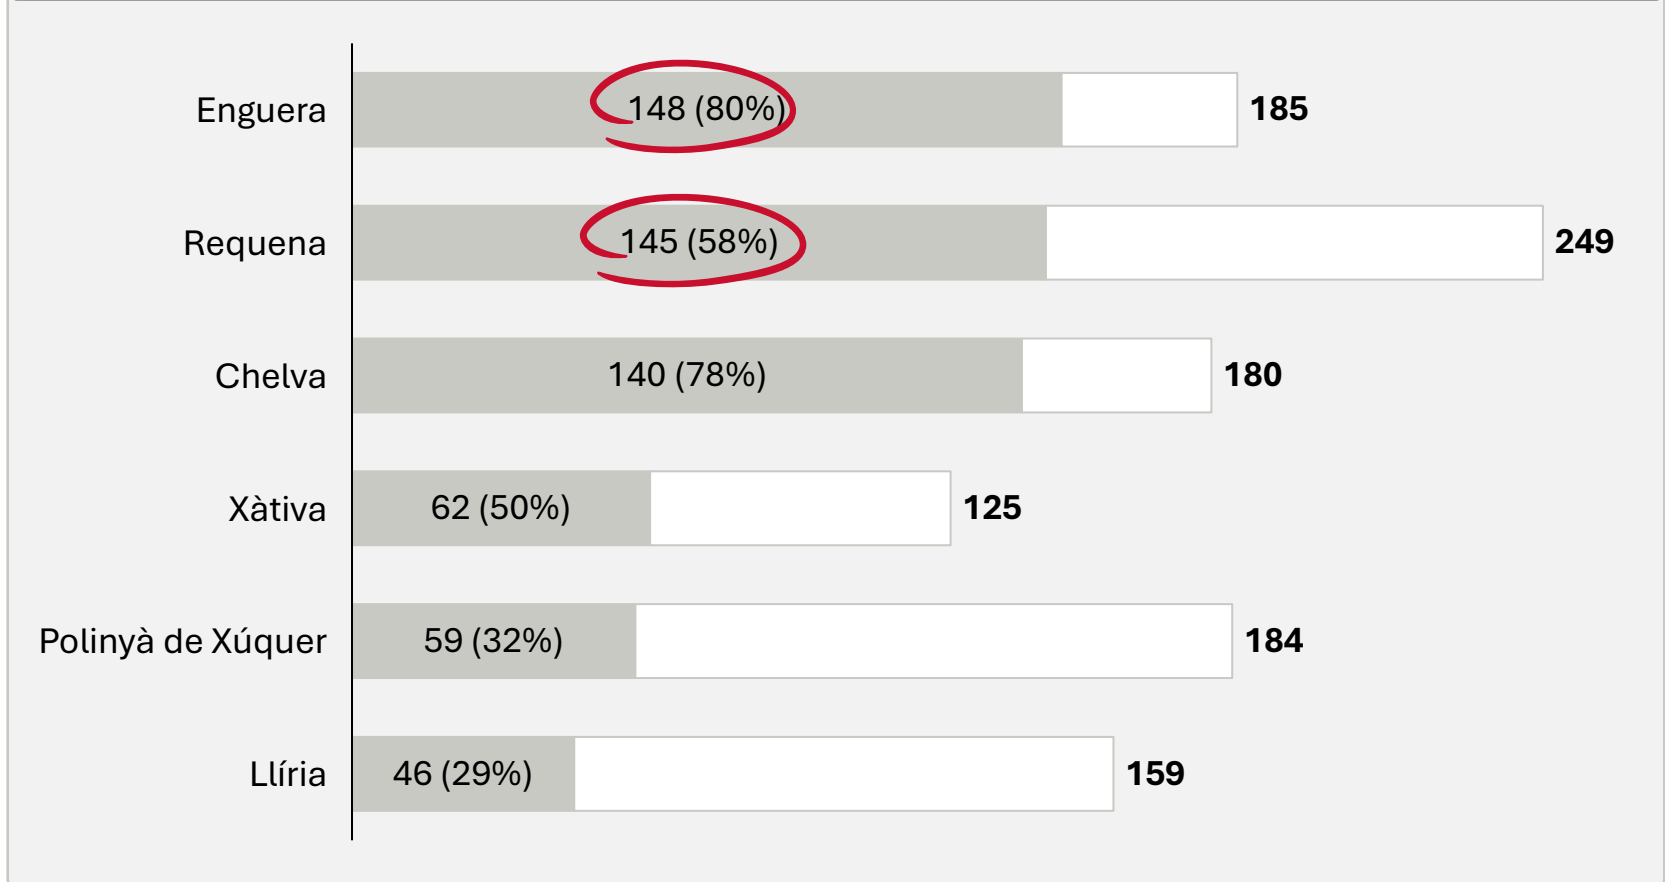 Enguera 148 (80%) 185
Requena 145 (58%) 249
Chelva 140 (78%) 180
Xàtiva 62 (50%) 125
Polinyà de Xúquer 59 (32%) 184
Llíria 46 (29%) 159